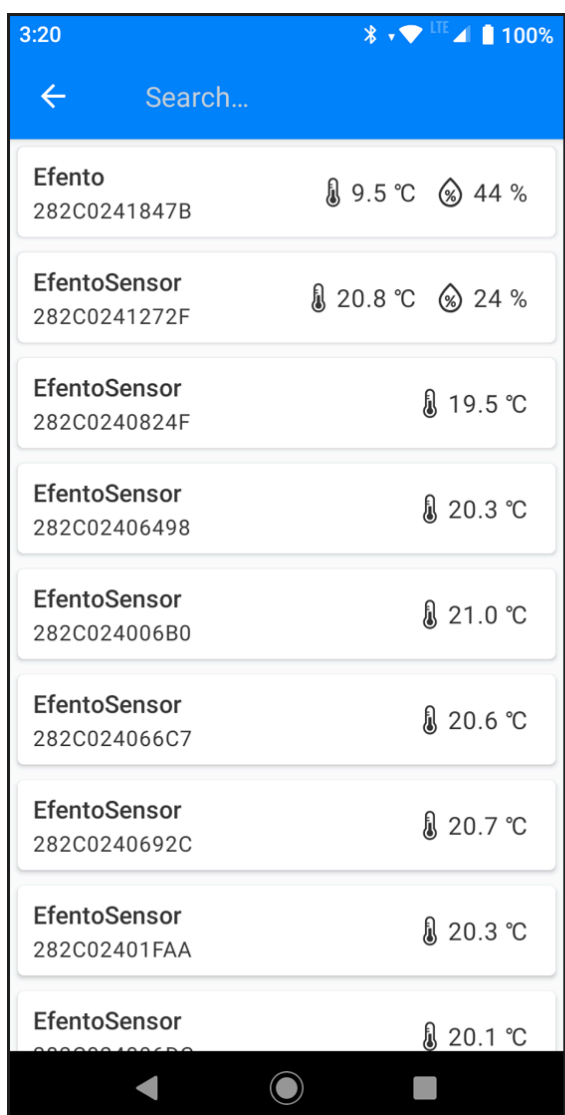 3:20 LTE 100%
Search...
Efento
282C0241847B
9.5 ℃ % 44 %
EfentoSensor
282C0241272F
20.8 ℃ % 24 %
EfentoSensor
282C0240824F
19.5 ℃
EfentoSensor
282C02406498
20.3 ℃
EfentoSensor
282C024006B0
21.0 ℃
EfentoSensor
282C024066C7
20.6 ℃
EfentoSensor
282C0240692C
20.7 ℃
EfentoSensor
282C02401FAA
20.3 ℃
EfentoSensor
20.1 ℃